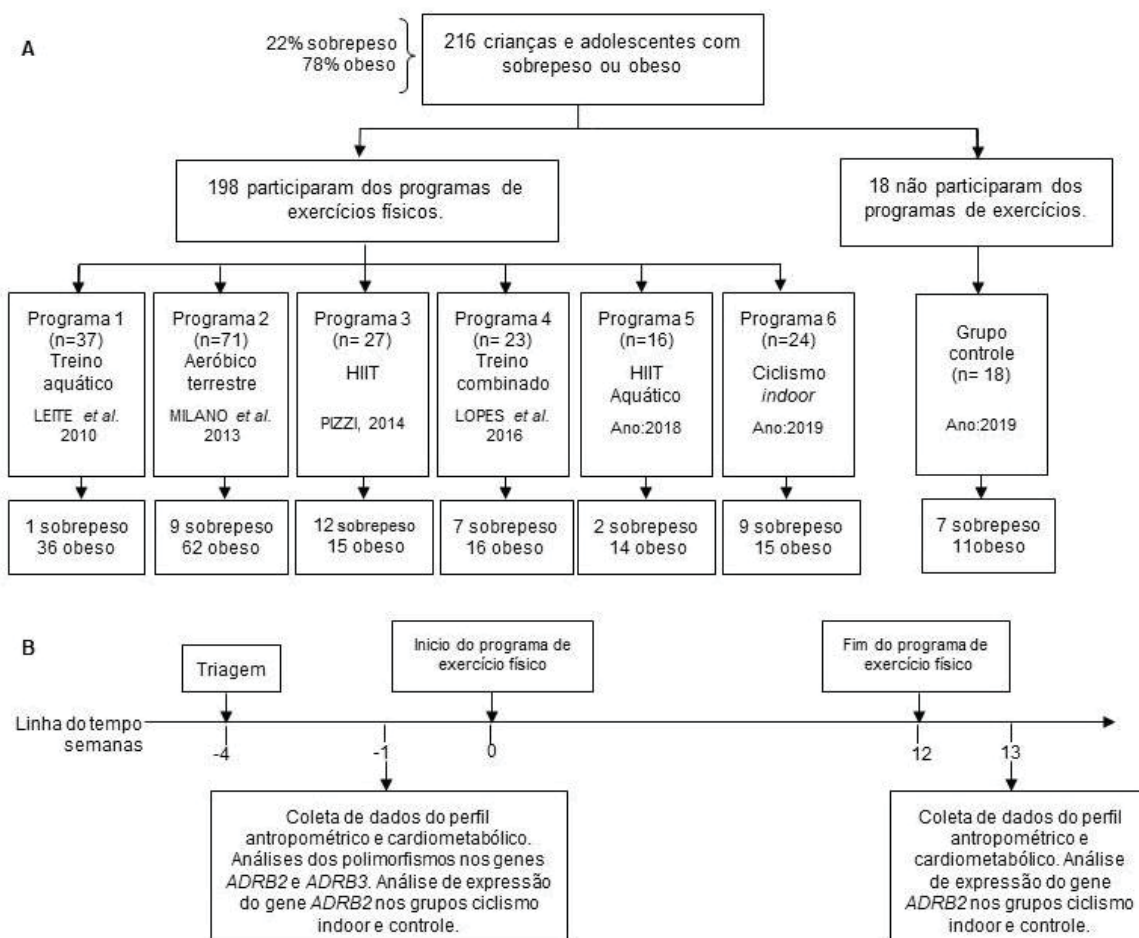 A
22% sobrepeso
78% obeso
216 crianças e adolescentes com
sobrepeso ou obeso
198 participaram dos programas de
exercícios físicos.
18 não participaram dos
programas de exercícios.
Programa 1
(n=37)
Treino
aquático
LEITE et al.
2010
Programa 2
(n=71)
Aeróbico
terrestre
MILANO et al.
2013
Programa 3
(n= 27)
HIIT
PIZZI, 2014
Programa 4
(n= 23)
Treino
combinado
LOPES et al.
2016
Programa 5
(n=16)
HIIT
Aquático
Ano:2018
Programa 6
(n=24)
Ciclismo
indoor
Ano:2019
Grupo
controle
(n= 18)
Ano:2019
1 sobrepeso
36 obeso
9 sobrepeso
62 obeso
12 sobrepeso
15 obeso
7 sobrepeso
16 obeso
2 sobrepeso
14 obeso
9 sobrepeso
15 obeso
7 sobrepeso
11obeso
B
Triagem
Inicio do programa de
exercício físico
Fim do programa de
exercício físico
Linha do tempo
semanas
-4
-1
0
12
13
Coleta de dados do perfil
antropométrico e cardiometabólico.
Análises dos polimorfismos nos genes
ADRB2 e ADRB3. Análise de expressão
do gene ADRB2 nos grupos ciclismo
indoor e controle.
Coleta de dados do perfil
antropométrico e
cardiometabólico. Análise
de expressão do gene
ADRB2 nos grupos ciclismo
indoor e controle.